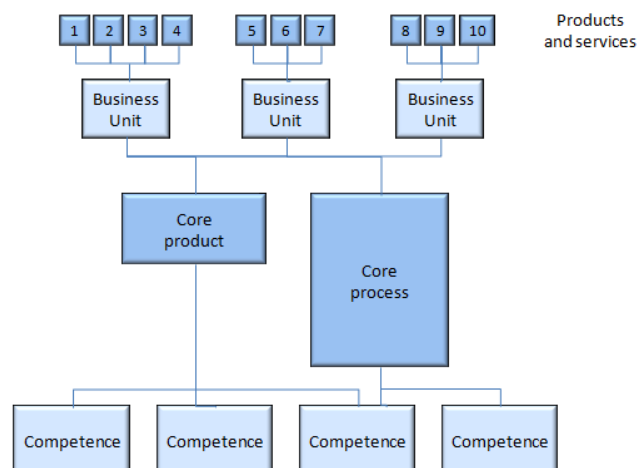 1 2 3 4 5 6 7 8 9 10
Products
and services
Business
Unit
Business
Unit
Business
Unit
Core
product
Core
process
Competence
Competence
Competence
Competence